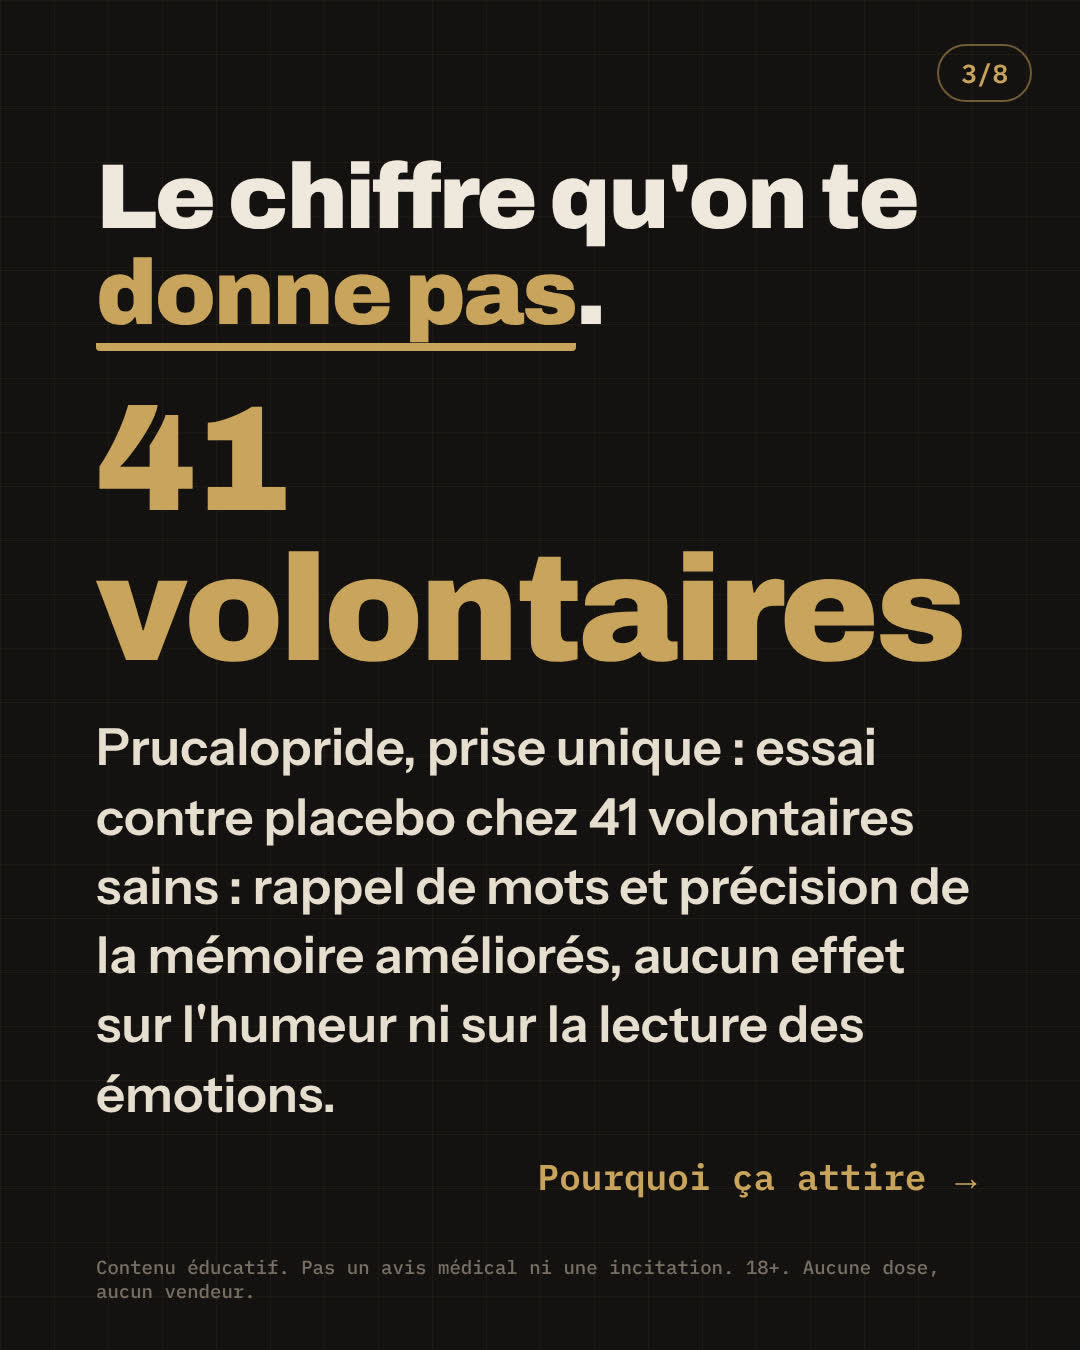 3/8
Le chiffre qu'on te
donne pas.
41
volontaires
Prucalopride, prise unique : essai
contre placebo chez 41 volontaires
sains : rappel de mots et précision de
la mémoire améliorés, aucun effet
sur l'humeur ni sur la lecture des
émotions.
Pourquoi ça attire →
Contenu éducatif. Pas un avis médical ni une incitation. 18+. Aucune dose,
aucun vendeur.